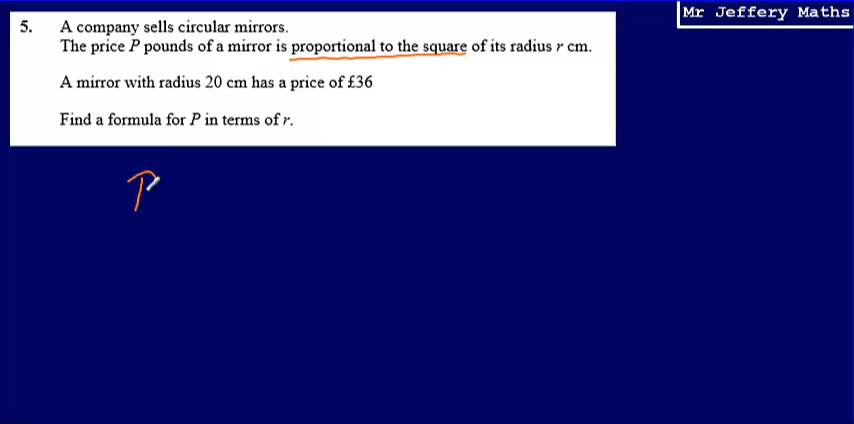 Mr Jeffery Maths
5. A company sells circular mirrors.
The price P pounds of a mirror is proportional to the square of its radius r cm.
A mirror with radius 20 cm has a price of £36
Find a formula for P in terms of r.
P